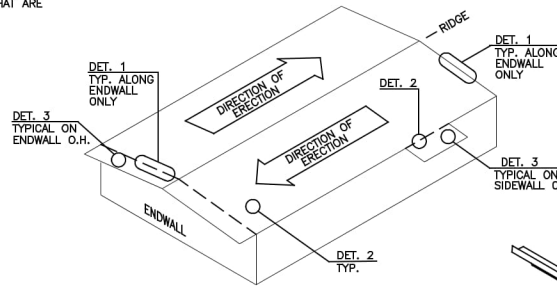 HAT ARE
RIDGE
DET. 1
TYP. ALONG
ENDWALL
ONLY
DET. 1
TYP. ALONG
ENDWALL
ONLY
DIRECTION OF
ERECTION
DET. 2
DET. 3
TYPICAL ON
ENDWALL O.H.
DIRECTION OF
ERECTION
DET. 3
TYPICAL ON
SIDEWALL O
ENDWALL
DET. 2
TYP.